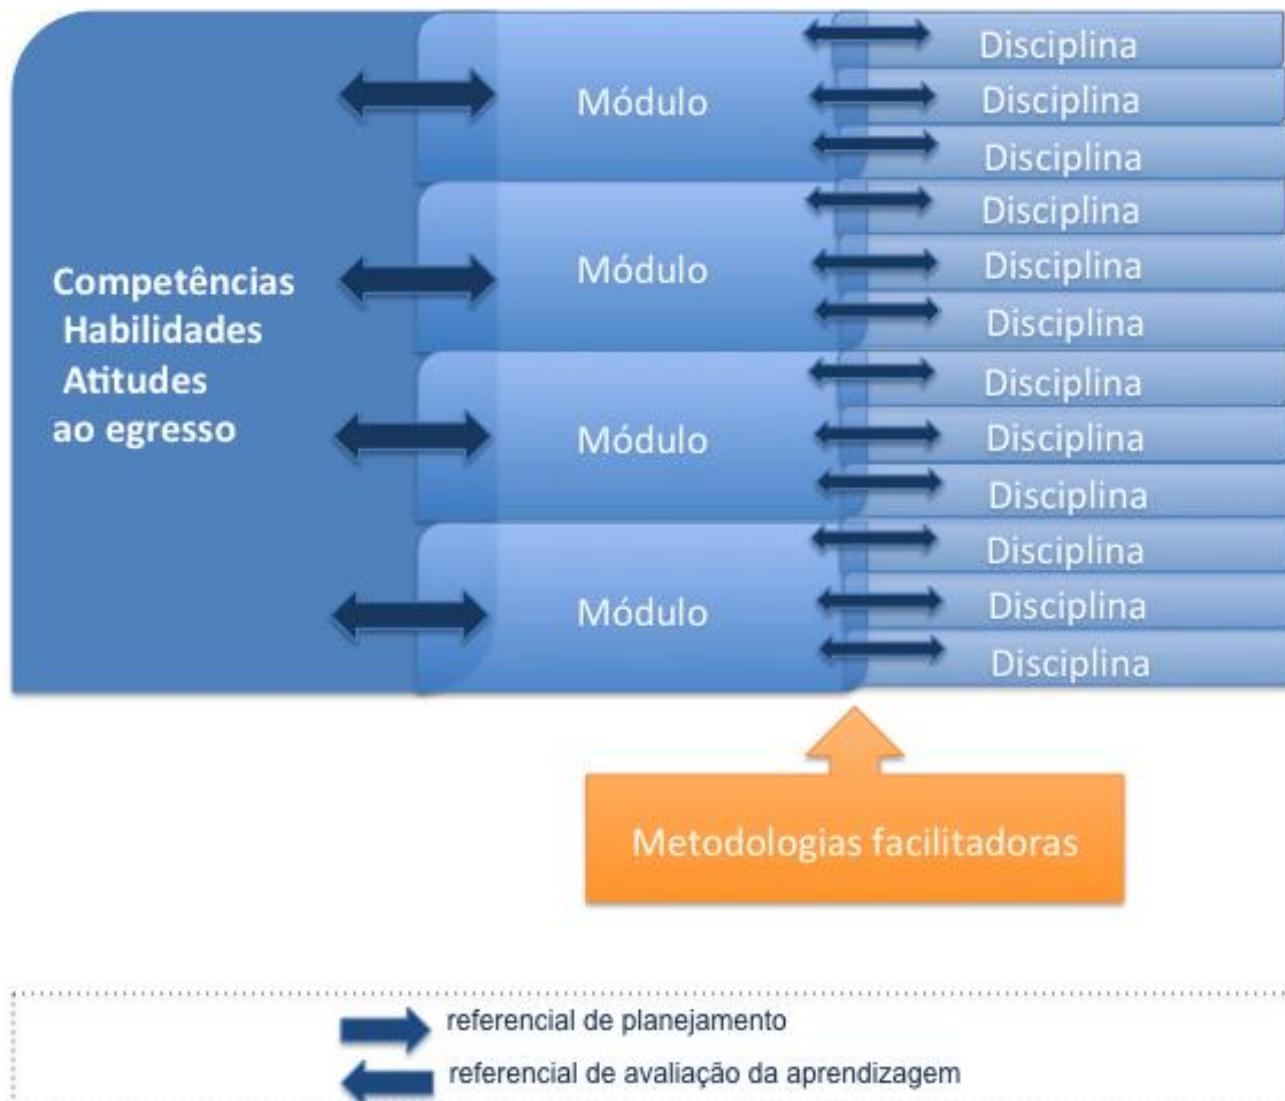 Competências
Habilidades
Atitudes
ao egresso
Módulo
Disciplina
Disciplina
Disciplina
Módulo
Disciplina
Disciplina
Disciplina
Módulo
Disciplina
Disciplina
Disciplina
Módulo
Disciplina
Disciplina
Disciplina
Metodologias facilitadoras
referencial de planejamento
referencial de avaliação da aprendizagem